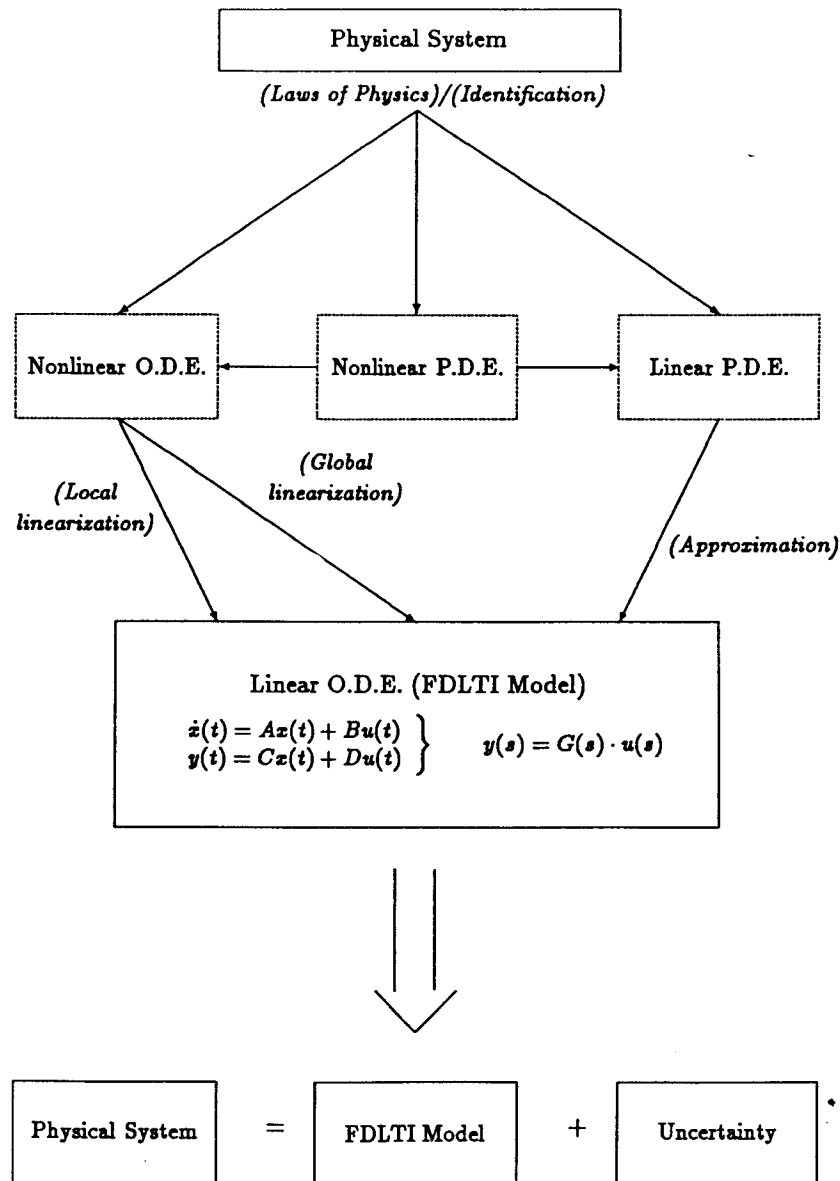 Physical System
(Laws of Physics)/(Identification)
Nonlinear O.D.E.
Nonlinear P.D.E.
Linear P.D.E.
(Local
linearization)
(Global
linearization)
(Approximation)
Linear O.D.E. (FDLTI Model)
ẋ(t) = Ax(t) + Bu(t)
y(t) = Cx(t) + Du(t)
} y(s) = G(s) · u(s)
Physical System = FDLTI Model + Uncertainty